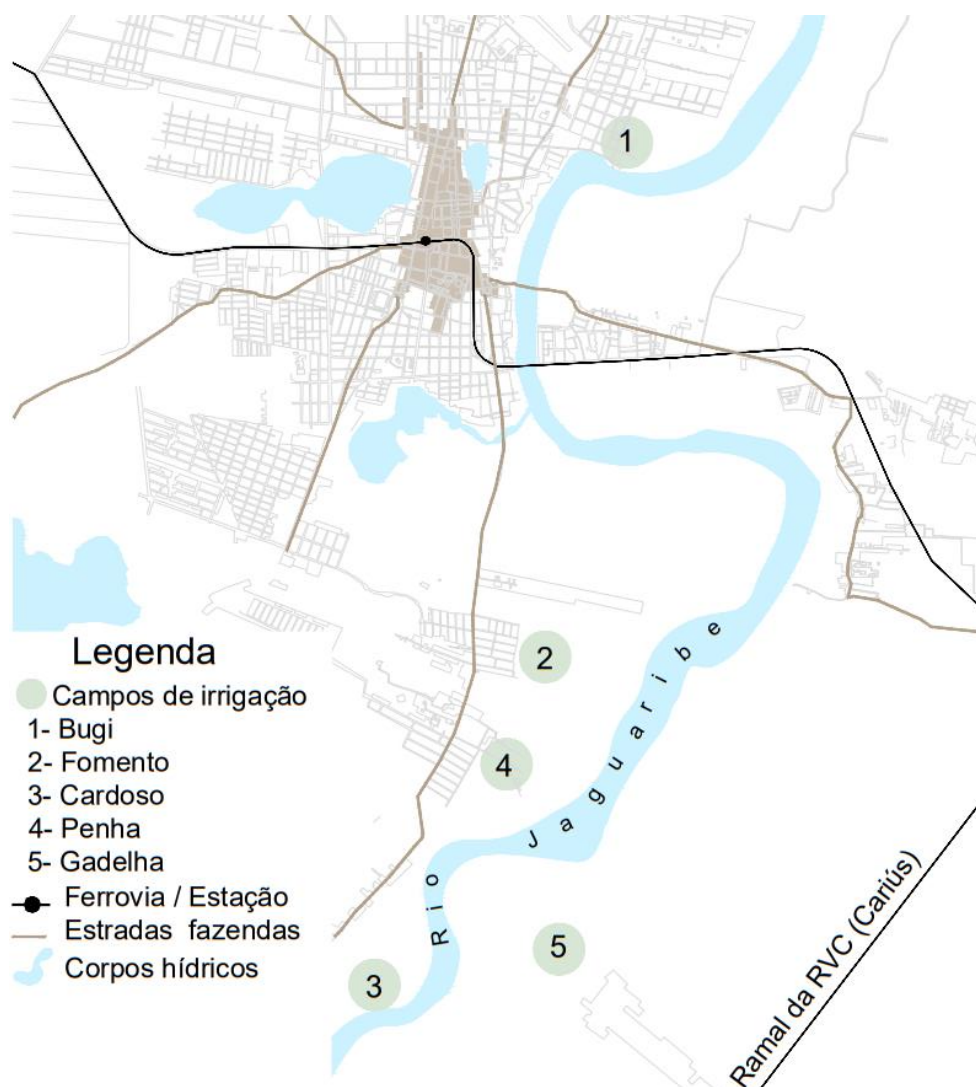 1
2
4
5
3
Rio Jaguaribe
Ramal da RVC (Cariús)
Legenda
Campos de irrigação
1- Bugi
2- Fomento
3- Cardoso
4- Penha
5- Gadelha
Ferrovia / Estação
Estradas fazendas
Corpos hídricos